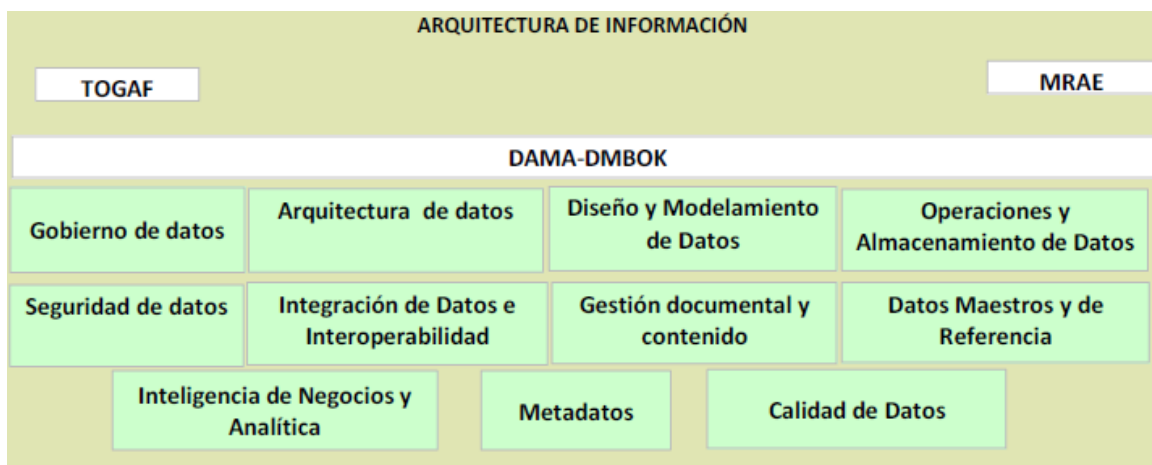 ARQUITECTURA DE INFORMACIÓN
TOGAF
MRAE
DAMA-DMBOK
Gobierno de datos
Arquitectura de datos
Diseño y Modelamiento
de Datos
Operaciones y
Almacenamiento de Datos
Seguridad de datos
Integración de Datos e
Interoperabilidad
Gestión documental y
contenido
Datos Maestros y de
Referencia
Inteligencia de Negocios y
Analítica
Metadatos
Calidad de Datos